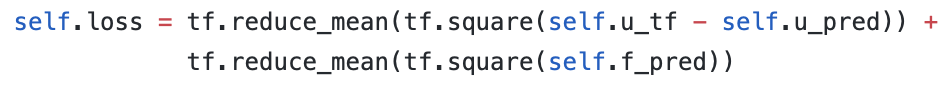 self.loss = tf.reduce_mean(tf.square(self.u_tf - self.u_pred)) +
tf.reduce_mean(tf.square(self.f_pred))